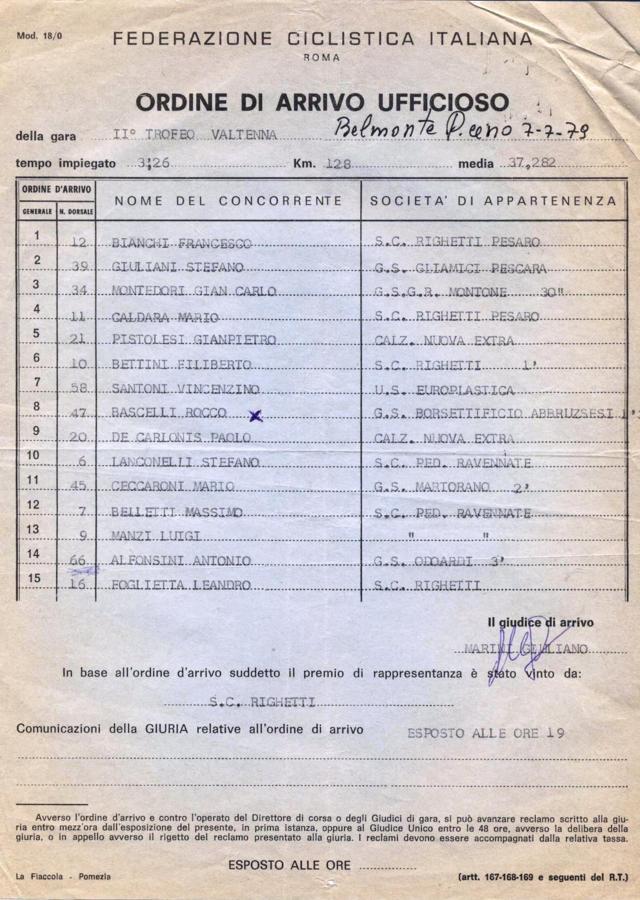 Mod. 18/0
FEDERAZIONE CICLISTICA ITALIANA
ROMA
ORDINE DI ARRIVO UFFICIOSO
della gara II° TROFEO VALTENNA Belmonte P.ceno 7-7-79
tempo impiegato 3;26 Km. 128 media 37,282
ORDINE D'ARRIVO
GENERALE N. DORSALE NOME DEL CONCORRENTE SOCIETA' DI APPARTENENZA
1 12 BIANCHI FRANCESCO S.C. RIGHETTI PESARO
2 39 GIULIANI STEFANO G.S. GLIAMICI PESCARA
3 34 MONTEDORI GIAN CARLO G.S.G.R. MONTONE 30"
4 11 CALDARA MARIO S.C. RIGHETTI PESARO
5 21 PISTOLESI GIANPIETRO CALZ. NUOVA EXTRA
6 10 BETTINI FILIBERTO S.C. RIGHETTI 1'
7 58 SANTONI VINCENZINO U.S. EUROPLASTICA
8 47 BASCELLI ROCCO x G.S. BORSETTIFICIO ABBRUZSESI
9 20 DE CARLONIS PAOLO CALZ. NUOVA EXTRA
10 6 LANCONELLI STEFANO S.C. PED. RAVENNATE
11 45 CECCARONI MARIO G.S. MARTORANO 2'
12 7 BELLETTI MASSIMO S.C. PED. RAVENNATE
13 9 MANZI LUIGI " "
14 66 ALFONSINI ANTONIO G.S. ODOARDI 3'
15 16 FOGLIETTA LEANDRO S.C. RIGHETTI
Il giudice di arrivo
MARINI GIULIANO
In base all'ordine d'arrivo suddetto il premio di rappresentanza è stato vinto da:
S.C. RIGHETTI
Comunicazioni della GIURIA relative all'ordine di arrivo ESPOSTO ALLE ORE 19
Avverso l'ordine d'arrivo e contro l'operato del Direttore di corsa o degli Giudici di gara, si può avanzare reclamo scritto alla giu-
ria entro mezz'ora dall'esposizione del presente, in prima istanza, oppure al Giudice Unico entro le 48 ore, avverso la delibera della
giuria, o in appello avverso il rigetto del reclamo presentato alla giuria. I reclami devono essere accompagnati dalla relativa tassa.
ESPOSTO ALLE ORE
La Fiaccola - Pomezia (artt. 167-168-169 e seguenti del R.T.)